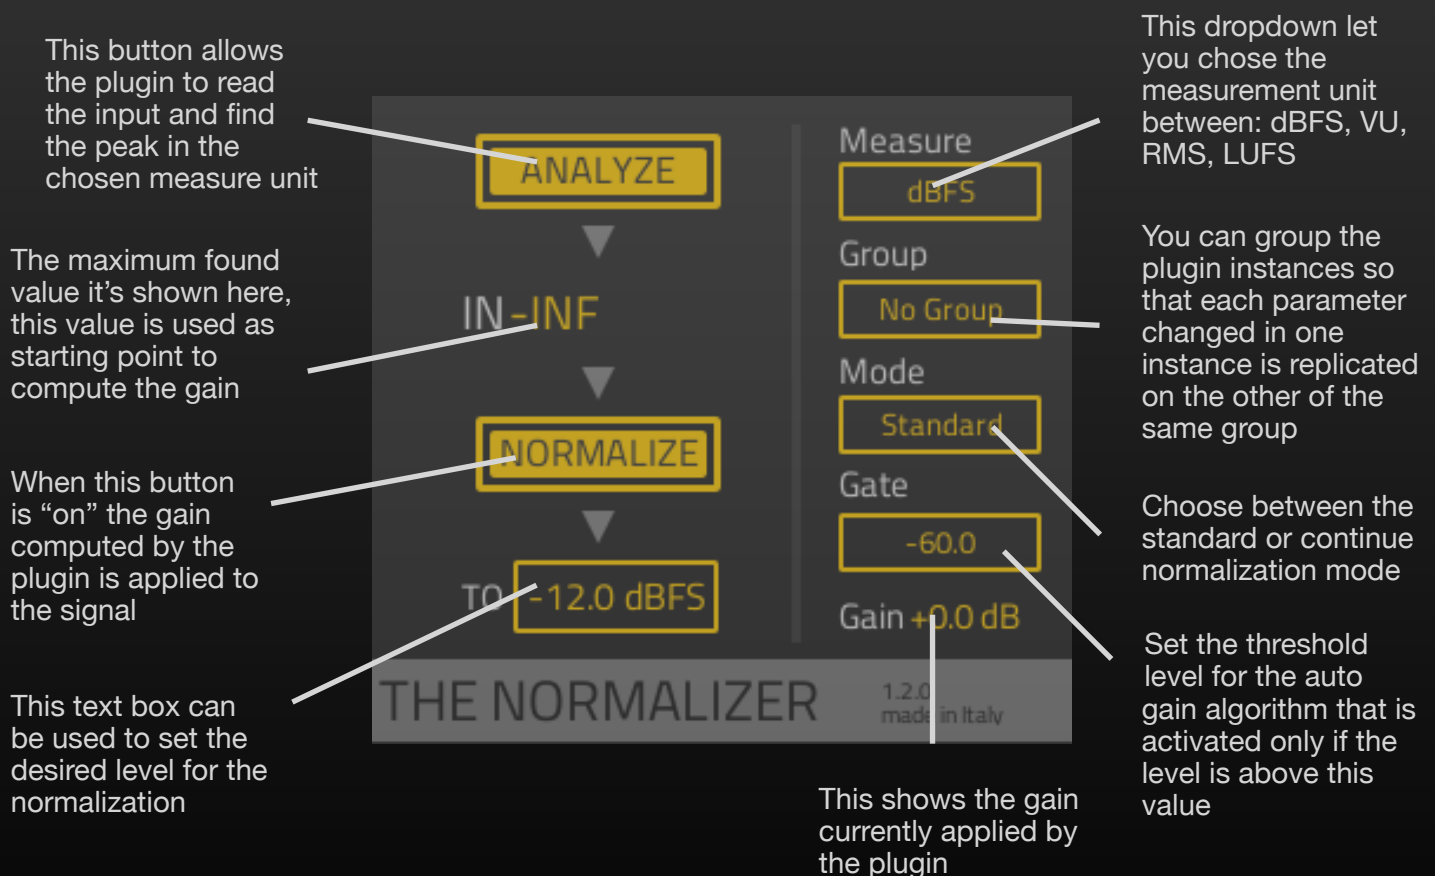 This button allows
the plugin to read
the input and find
the peak in the
chosen measure unit
The maximum found
value it’s shown here,
this value is used as
starting point to
compute the gain
When this button
is “on” the gain
computed by the
plugin is applied to
the signal
This text box can
be used to set the
desired level for the
normalization
ANALYZE
IN -INF
NORMALIZE
TO -12.0 dBFS
Measure
dBFS
Group
No Group
Mode
Standard
Gate
-60.0
Gain +0.0 dB
THE NORMALIZER
1.2.0
made in Italy
This dropdown let
you chose the
measurement unit
between: dBFS, VU,
RMS, LUFS
You can group the
plugin instances so
that each parameter
changed in one
instance is replicated
on the other of the
same group
Choose between the
standard or continue
normalization mode
Set the threshold
level for the auto
gain algorithm that is
activated only if the
level is above this
value
This shows the gain
currently applied by
the plugin